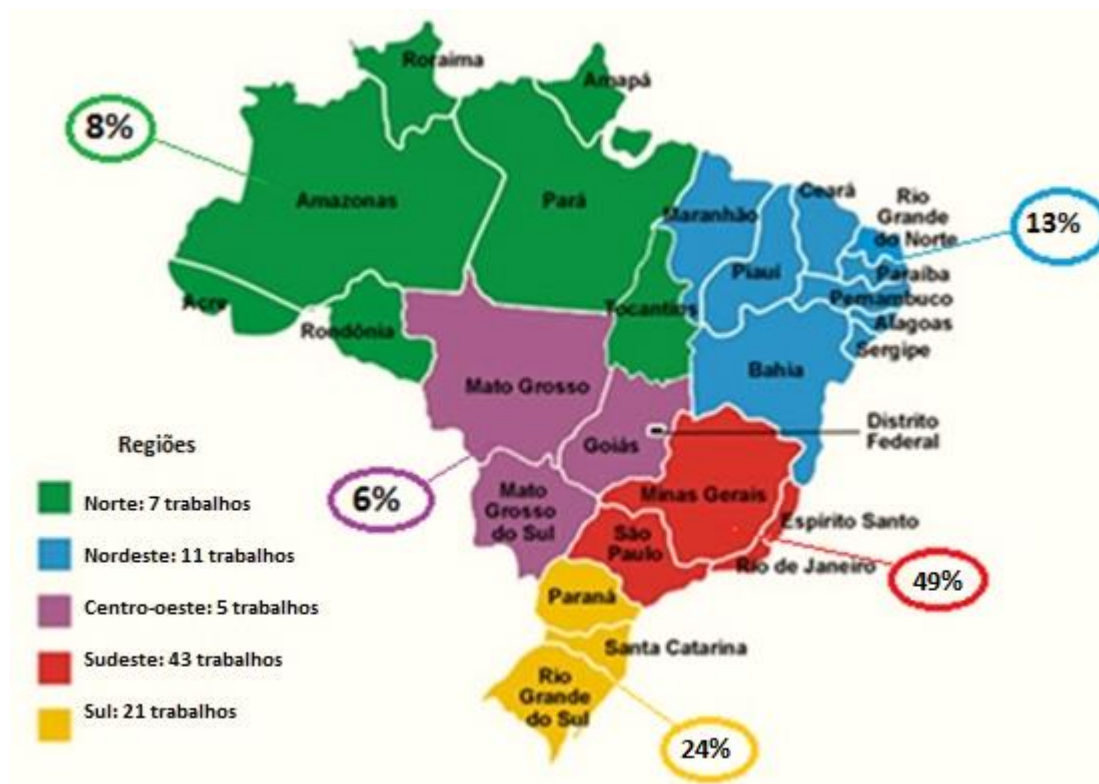 Roraima
Amapá
8%
Amazonas
Pará
Maranhão
Ceará
Rio
Grande
do Norte
13%
Piauí
Paraíba
Pernambuco
Alagoas
Sergipe
Acre
Rondônia
Tocantins
Bahia
Mato Grosso
Distrito
Federal
Goiás
Regiões
6%
Mato
Grosso
do Sul
Minas Gerais
Espírito Santo
São
Paulo
Rio de Janeiro
49%
Norte: 7 trabalhos
Nordeste: 11 trabalhos
Centro-oeste: 5 trabalhos
Sudeste: 43 trabalhos
Sul: 21 trabalhos
Paraná
Santa Catarina
Rio
Grande
do Sul
24%